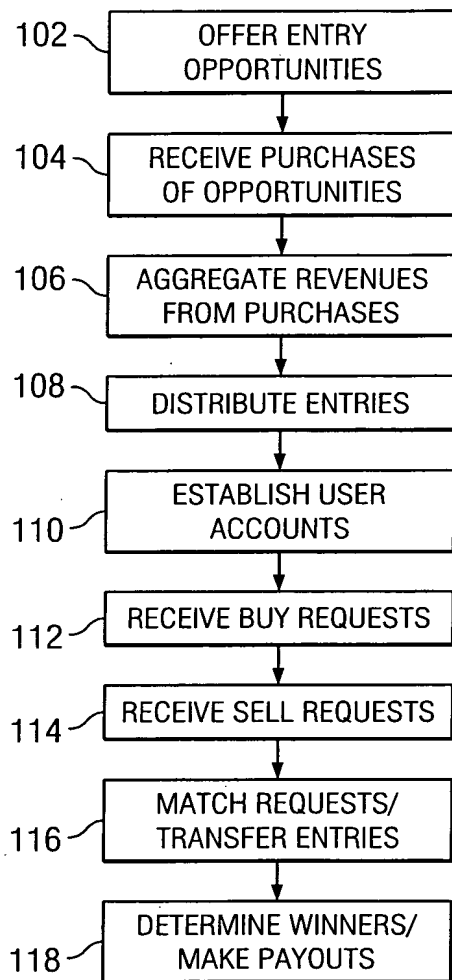 102
OFFER ENTRY
OPPORTUNITIES
104
RECEIVE PURCHASES
OF OPPORTUNITIES
106
AGGREGATE REVENUES
FROM PURCHASES
108
DISTRIBUTE ENTRIES
110
ESTABLISH USER
ACCOUNTS
112
RECEIVE BUY REQUESTS
114
RECEIVE SELL REQUESTS
116
MATCH REQUESTS/
TRANSFER ENTRIES
118
DETERMINE WINNERS/
MAKE PAYOUTS